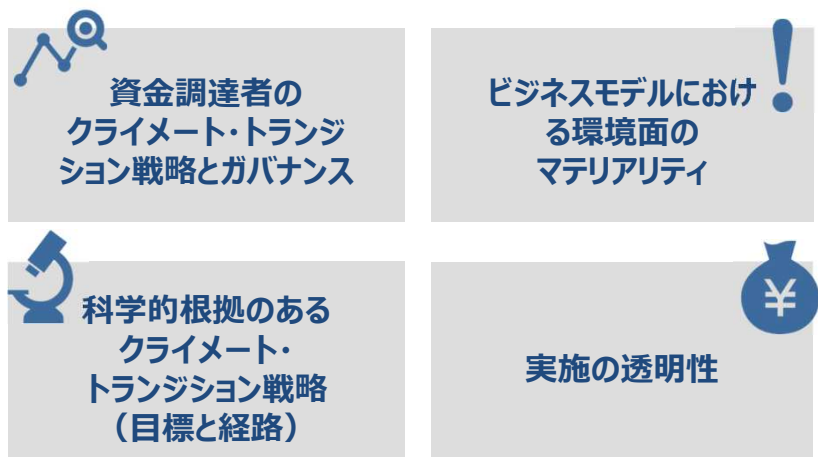 資金調達者の
クライメート・トランジ
ション戦略とガバナンス
ビジネスモデルにおけ
る環境面の
マテリアリティ
科学的根拠のある
クライメート・
トランジション戦略
（目標と経路）
¥
実施の透明性